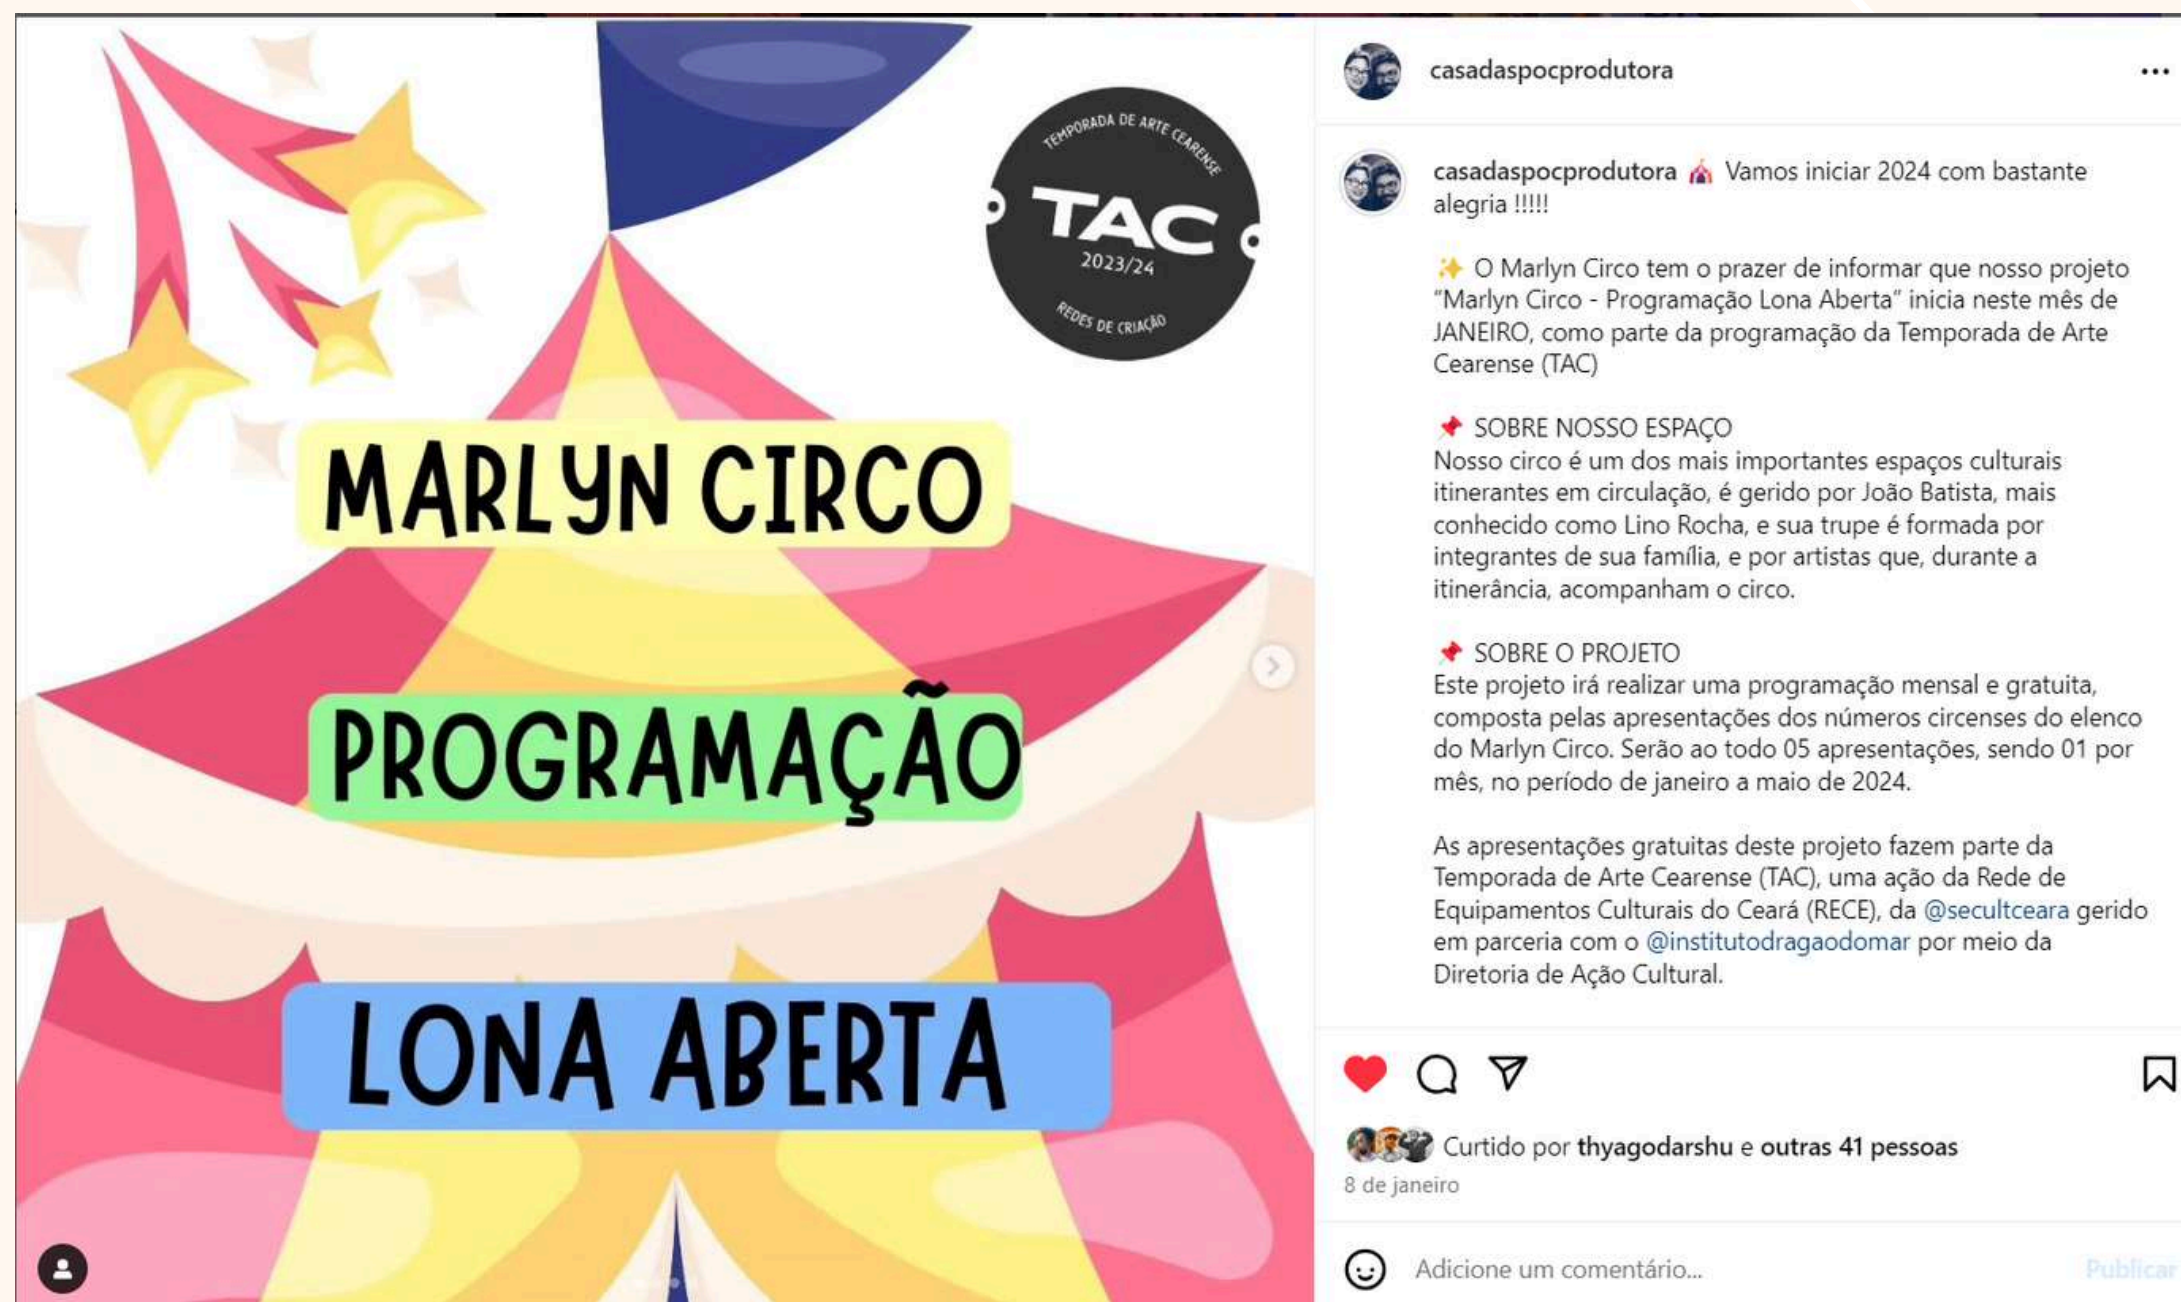 TEMPORADA DE ARTE CEARENSE
TAC
2023/24
REDES DE CRIAÇÃO
MARLYN CIRCO
PROGRAMAÇÃO
LONA ABERTA
casadaspocprodutora
casadaspocprodutora 🎪 Vamos iniciar 2024 com bastante
alegria !!!!!
✨ O Marlyn Circo tem o prazer de informar que nosso projeto
“Marlyn Circo - Programação Lona Aberta” inicia neste mês de
JANEIRO, como parte da programação da Temporada de Arte
Cearense (TAC)
📌 SOBRE NOSSO ESPAÇO
Nosso circo é um dos mais importantes espaços culturais
itinerantes em circulação, é gerido por João Batista, mais
conhecido como Lino Rocha, e sua trupe é formada por
integrantes de sua família, e por artistas que, durante a
itinerância, acompanham o circo.
📌 SOBRE O PROJETO
Este projeto irá realizar uma programação mensal e gratuita,
composta pelas apresentações dos números circenses do elenco
do Marlyn Circo. Serão ao todo 05 apresentações, sendo 01 por
mês, no período de janeiro a maio de 2024.
As apresentações gratuitas deste projeto fazem parte da
Temporada de Arte Cearense (TAC), uma ação da Rede de
Equipamentos Culturais do Ceará (RECE), da @secultceara gerido
em parceria com o @institutodragaodomar por meio da
Diretoria de Ação Cultural.
Curtido por thyagodarshu e outras 41 pessoas
8 de janeiro
Adicione um comentário...
Publicar